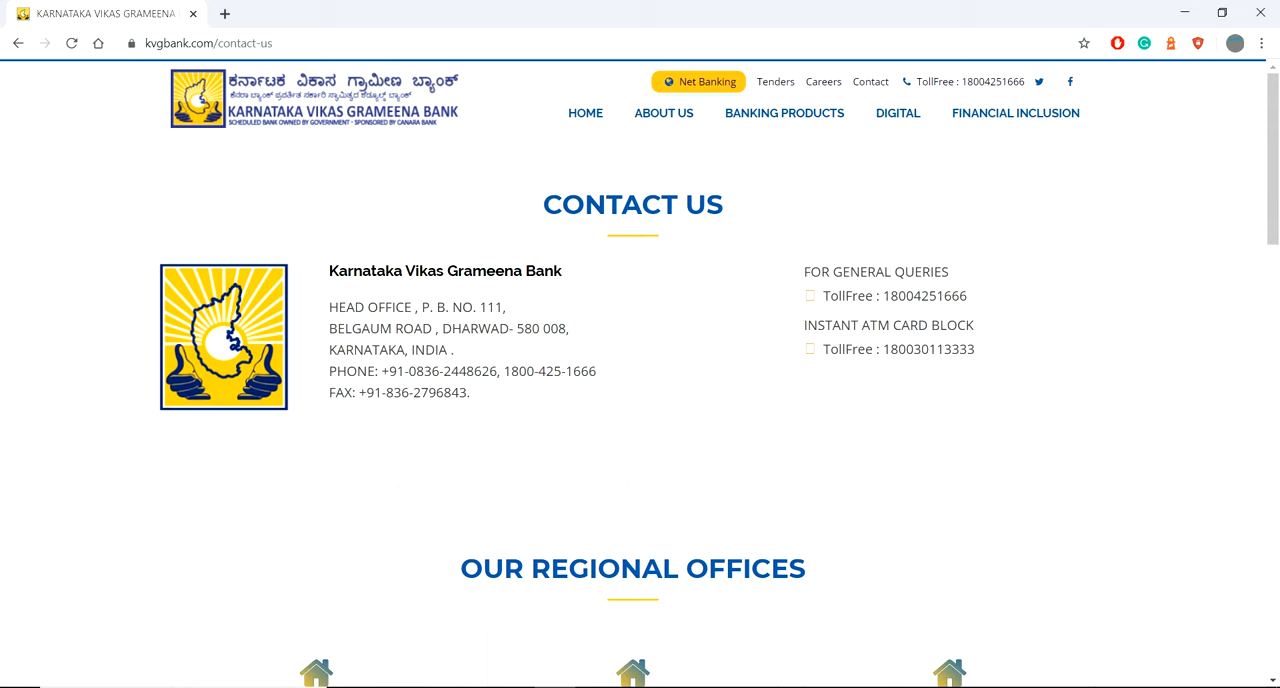 KARNATAKA VIKAS GRAMEENA
kvgbank.com/contact-us
ಕರ್ನಾಟಕ ವಿಕಾಸ ಗ್ರಾಮೀಣ ಬ್ಯಾಂಕ್
ಕೆನರಾ ಬ್ಯಾಂಕ್ ಪ್ರವರ್ತಿತ ಸರ್ಕಾರಿ ಸ್ವಾಮಿತ್ವದ ಶೆಡ್ಯೂಲ್ಡ್ ಬ್ಯಾಂಕ್
KARNATAKA VIKAS GRAMEENA BANK
SCHEDULED BANK OWNED BY GOVERNMENT - SPONSORED BY CANARA BANK
Net Banking Tenders Careers Contact TollFree : 18004251666
HOME ABOUT US BANKING PRODUCTS DIGITAL FINANCIAL INCLUSION
CONTACT US
Karnataka Vikas Grameena Bank
HEAD OFFICE , P. B. NO. 111,
BELGAUM ROAD , DHARWAD- 580 008,
KARNATAKA, INDIA .
PHONE: +91-0836-2448626, 1800-425-1666
FAX: +91-836-2796843.
FOR GENERAL QUERIES
TollFree : 18004251666
INSTANT ATM CARD BLOCK
TollFree : 180030113333
OUR REGIONAL OFFICES